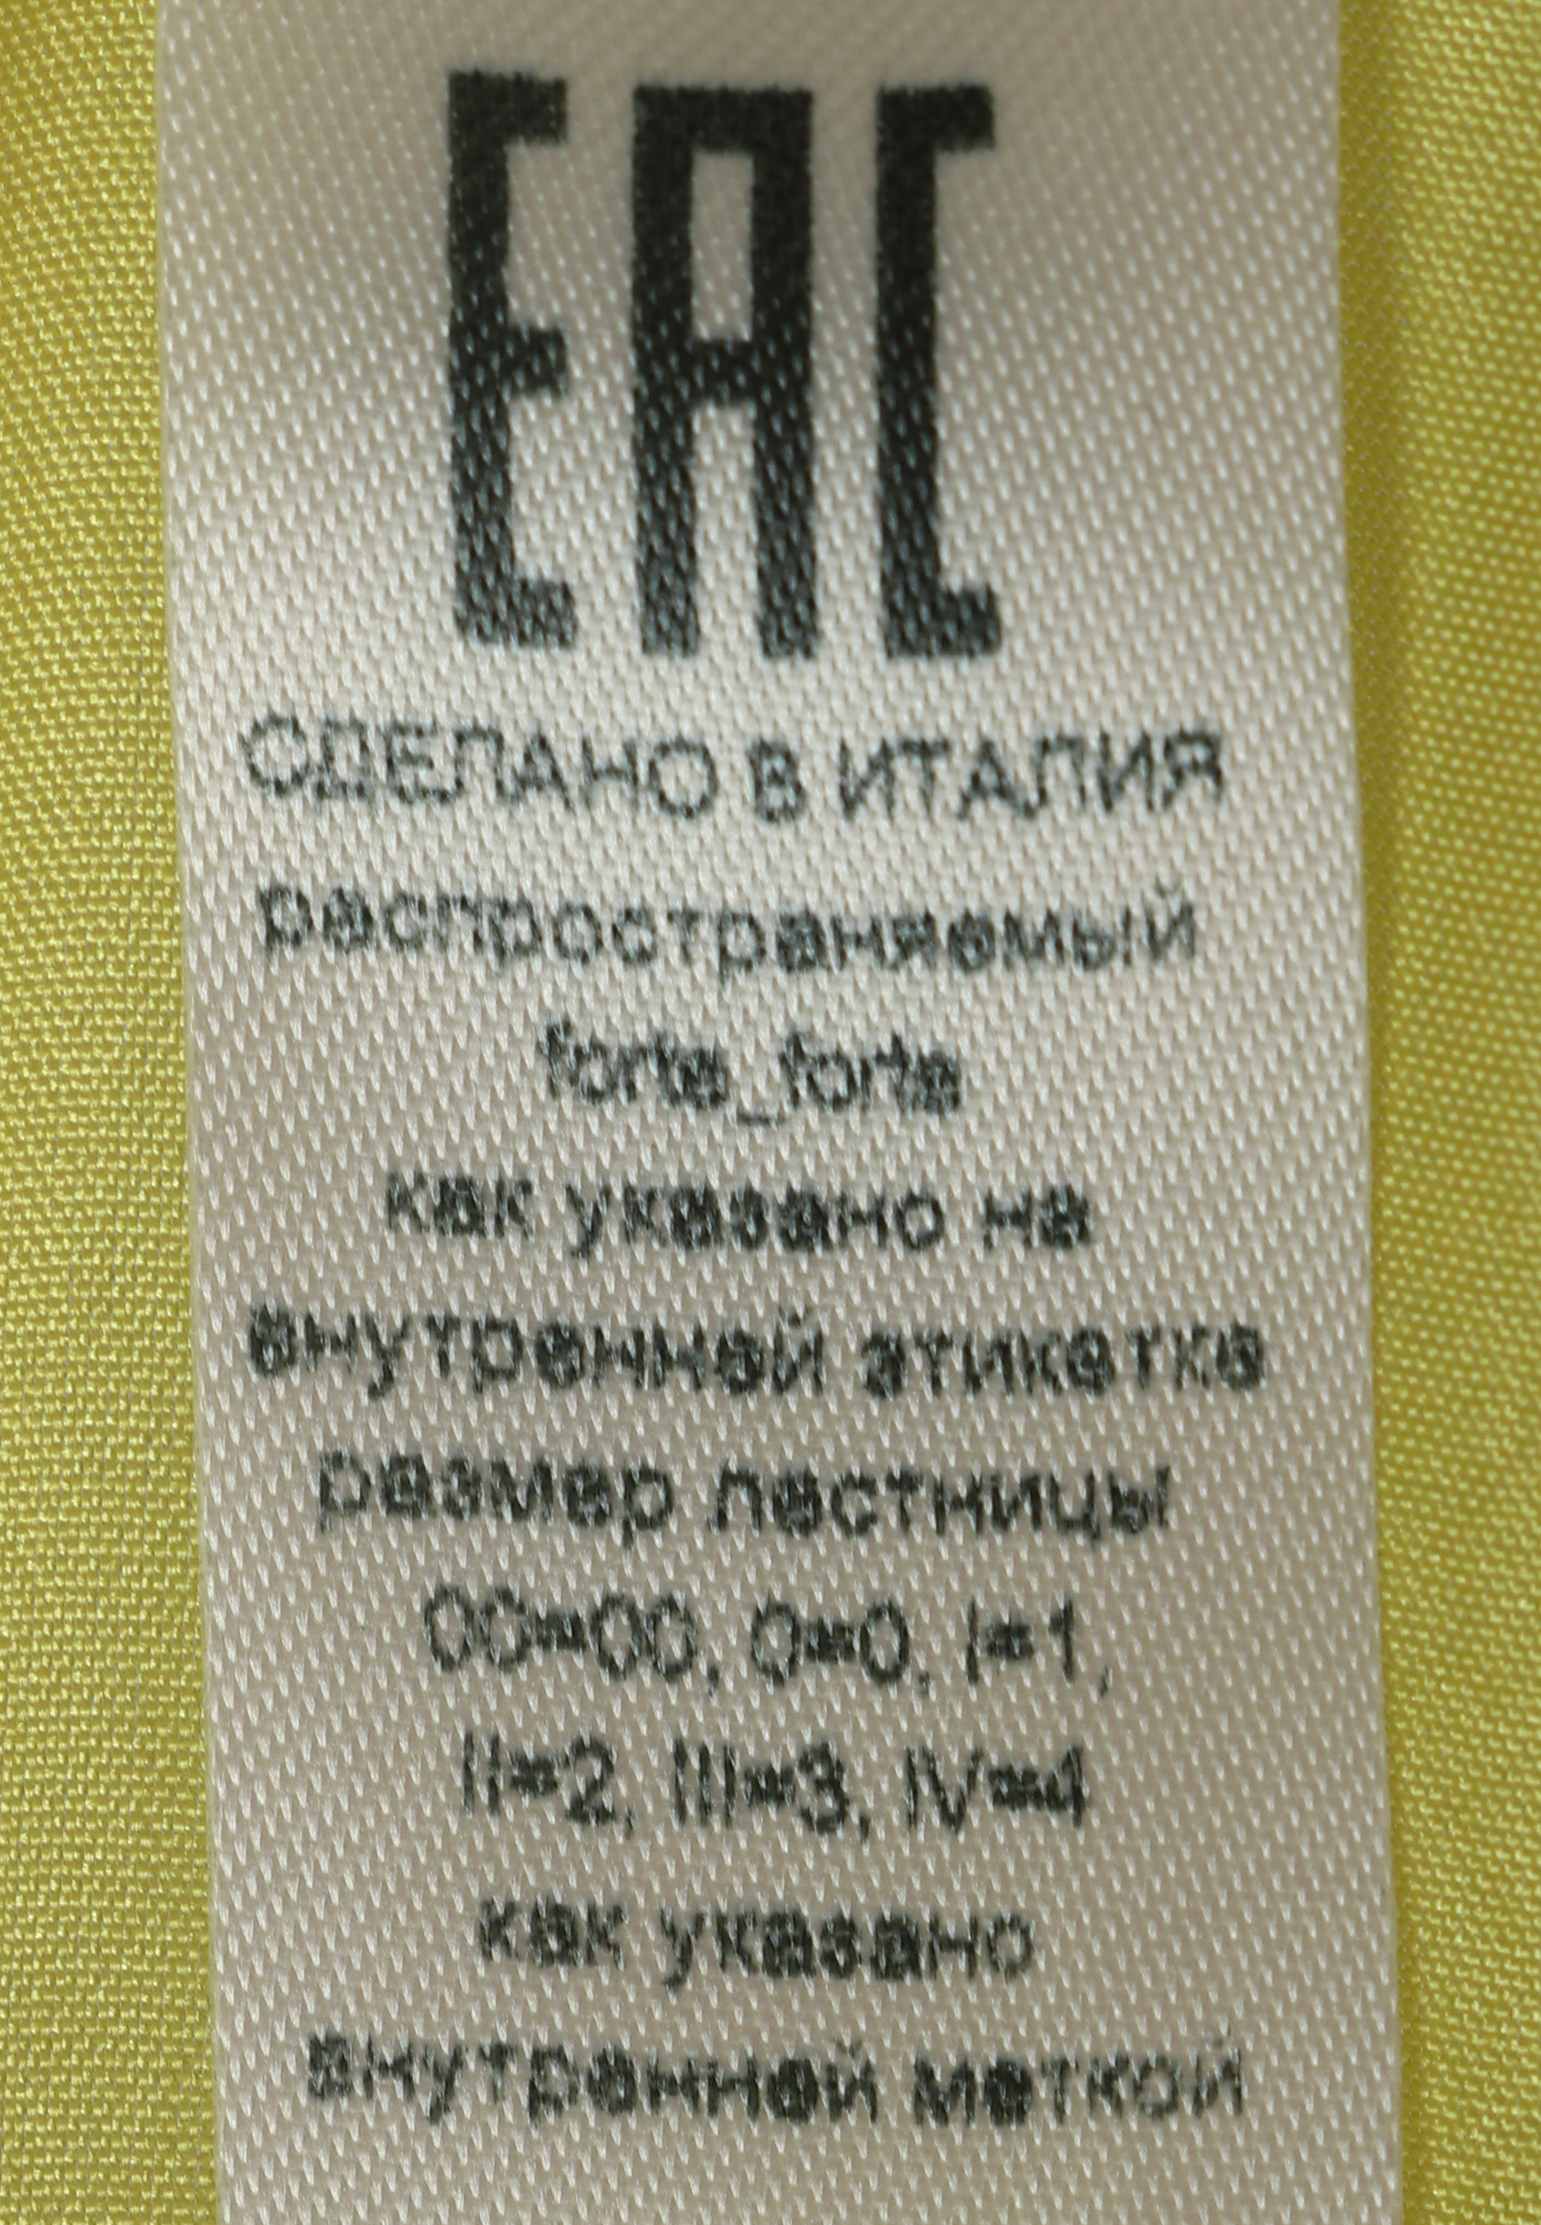 EAC
СДЕЛАНО В ИТАЛИЯ
распространяемый
forte_forte
как указано на
внутренней этикетке
размер лестницы
00=00, 0=0, I=1,
II=2, III=3, IV=4
как указано
внутренней меткой